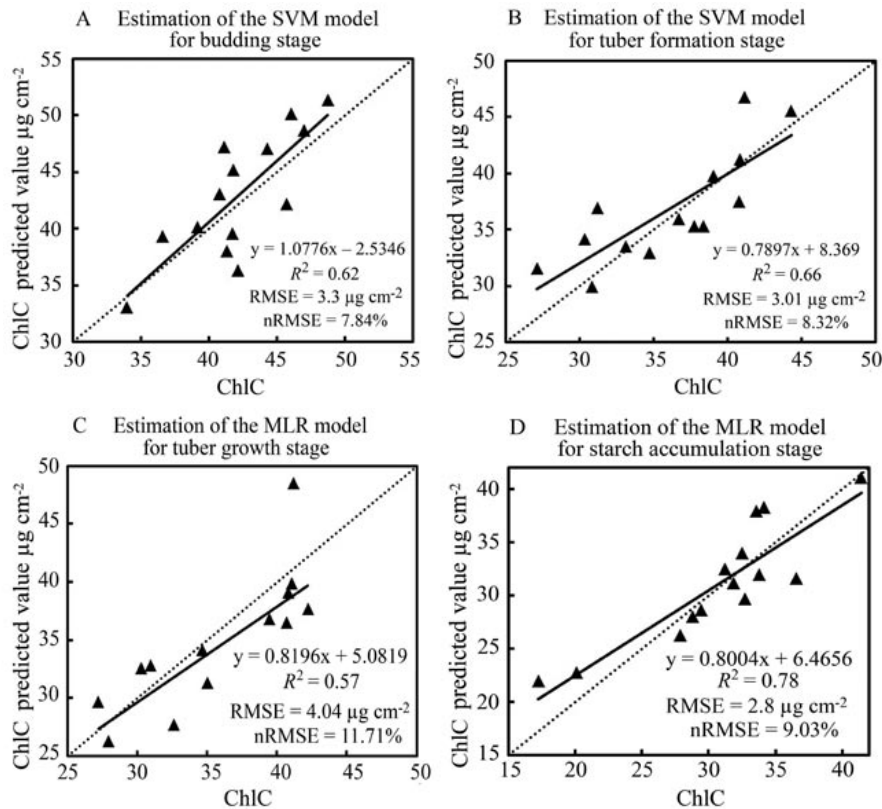 A Estimation of the SVM model
for budding stage
55
50
45
40
35
30
30 35 40 45 50 55
ChlC predicted value µg cm⁻²
y = 1.0776x – 2.5346
R² = 0.62
RMSE = 3.3 µg cm⁻²
nRMSE = 7.84%
ChlC
B Estimation of the SVM model
for tuber formation stage
50
45
40
35
30
25
25 30 35 40 45 50
ChlC predicted value µg cm⁻²
y = 0.7897x + 8.369
R² = 0.66
RMSE = 3.01 µg cm⁻²
nRMSE = 8.32%
ChlC
C Estimation of the MLR model
for tuber growth stage
50
45
40
35
30
25
25 30 35 40 45 50
ChlC predicted value µg cm⁻²
y = 0.8196x + 5.0819
R² = 0.57
RMSE = 4.04 µg cm⁻²
nRMSE = 11.71%
ChlC
D Estimation of the MLR model
for starch accumulation stage
40
35
30
25
20
15
15 20 25 30 35 40
ChlC predicted value µg cm⁻²
y = 0.8004x + 6.4656
R² = 0.78
RMSE = 2.8 µg cm⁻²
nRMSE = 9.03%
ChlC